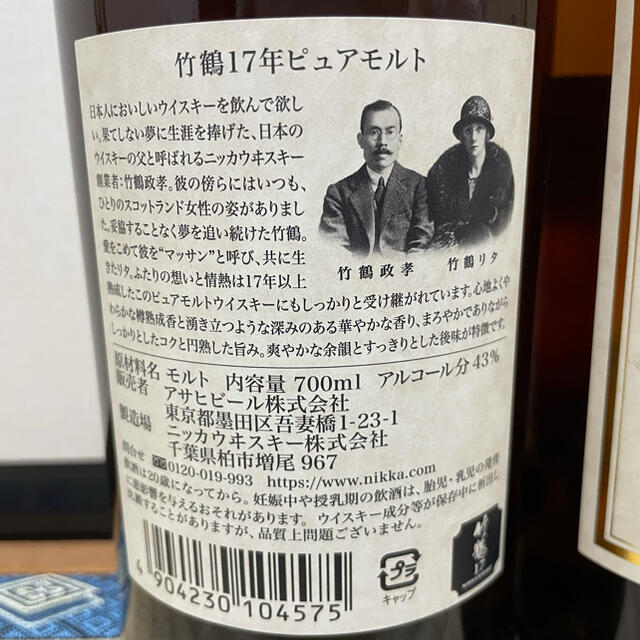 竹鶴17年ピュアモルト
日本人においしいウイスキーを飲んで欲し
い。果てしない夢に生涯を捧げた、日本の
ウイスキーの父と呼ばれるニッカウヰスキー
創業者:竹鶴政孝。彼の傍らにはいつも、
ひとりのスコットランド女性の姿がありまし
た。妥協することなく夢を追い続けた竹鶴。
愛をこめて彼を“マッサン”と呼び、共に生
きたリタ。ふたりの想いと情熱は17年以上
熟成したこのピュアモルトウイスキーにもしっかりと受け継がれています。心地よくや
わらかな樽熟成香と湧き立つような深みのある華やかな香り、まろやかでありながら
しっかりとしたコクと円熟した旨み。爽やかな余韻とすっきりとした後味が特徴です。
竹鶴政孝 竹鶴リタ
原材料名 モルト 内容量 700ml アルコール分 43%
販売者 アサヒビール株式会社
東京都墨田区吾妻橋1-23-1
製造場 ニッカウヰスキー株式会社
千葉県柏市増尾 967
問合せ 0120-019-993 https://www.nikka.com
飲酒は20歳になってから。妊娠中や授乳期の飲酒は、胎児・乳児の発育
に悪影響を与えるおそれがあります。ウイスキー成分等が保存中に析出し
沈澱することがありますが、品質上問題ございません。
4 904230 104575
プラ
キャップ
竹鶴